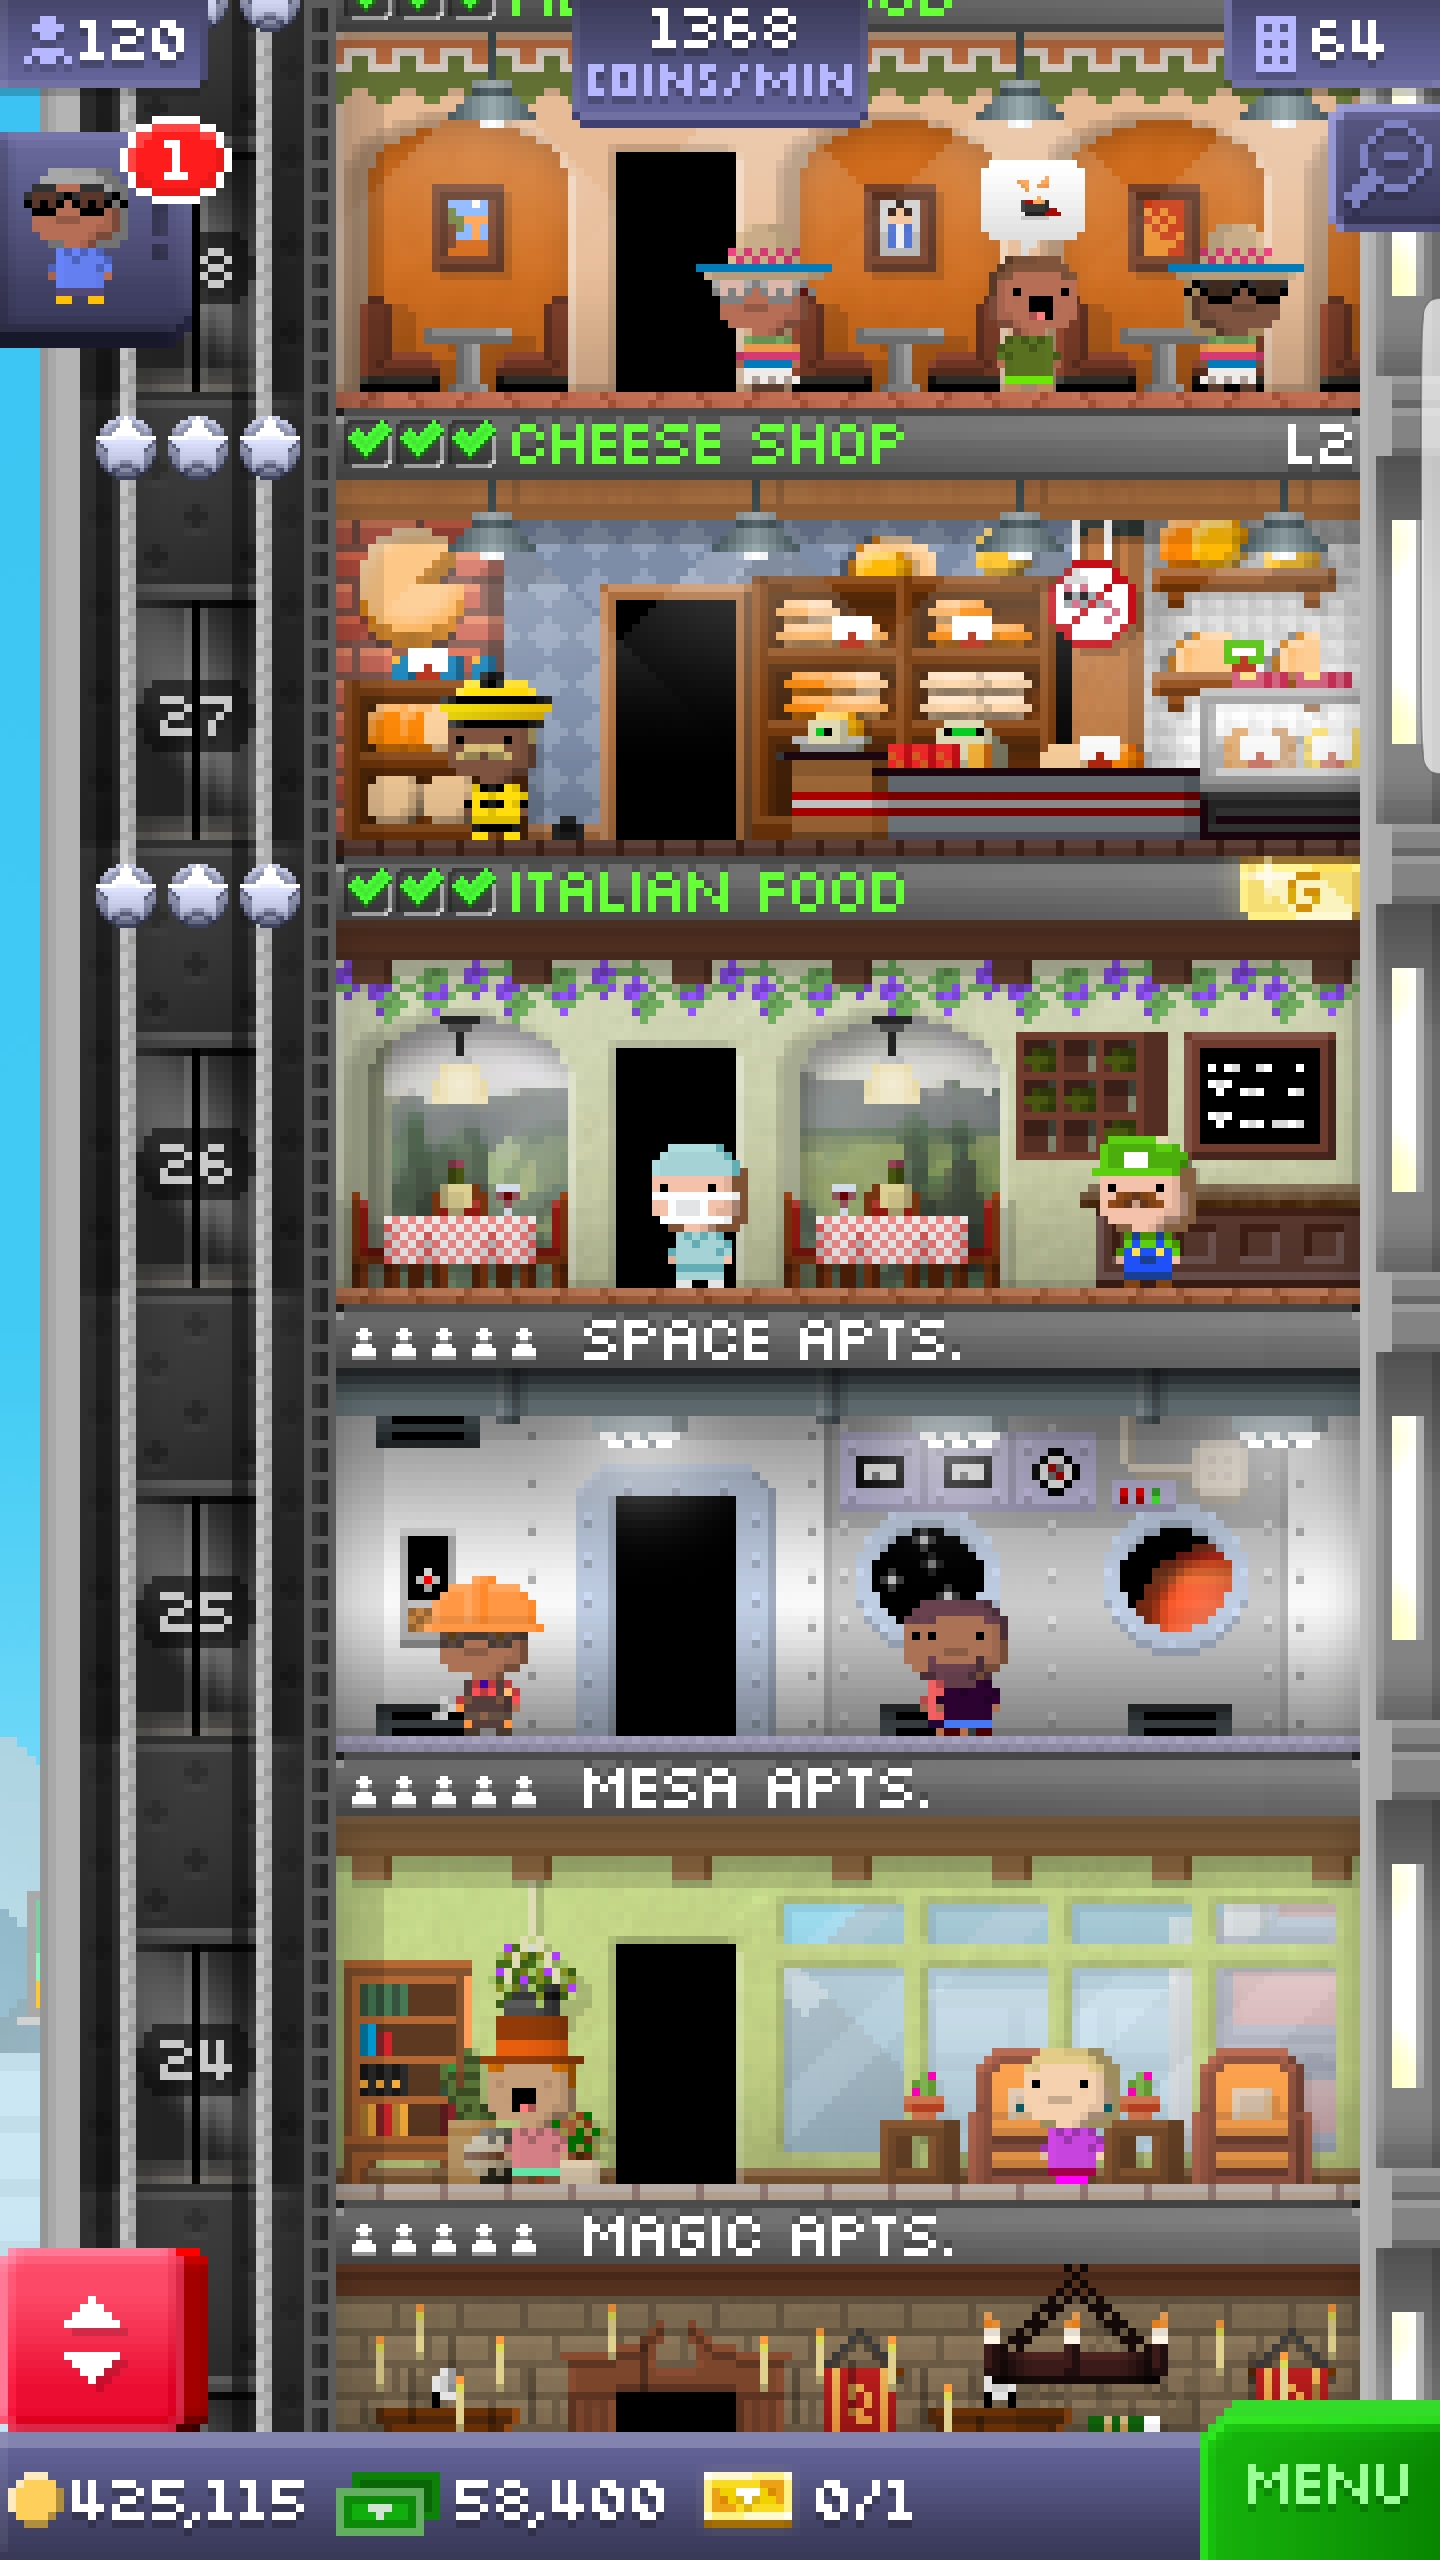 120
1368
COINS/MIN
64
1
CHEESE SHOP
L2
27
ITALIAN FOOD
G
26
SPACE APTS.
25
MESA APTS.
24
MAGIC APTS.
425,115
58,400
0/1
MENU